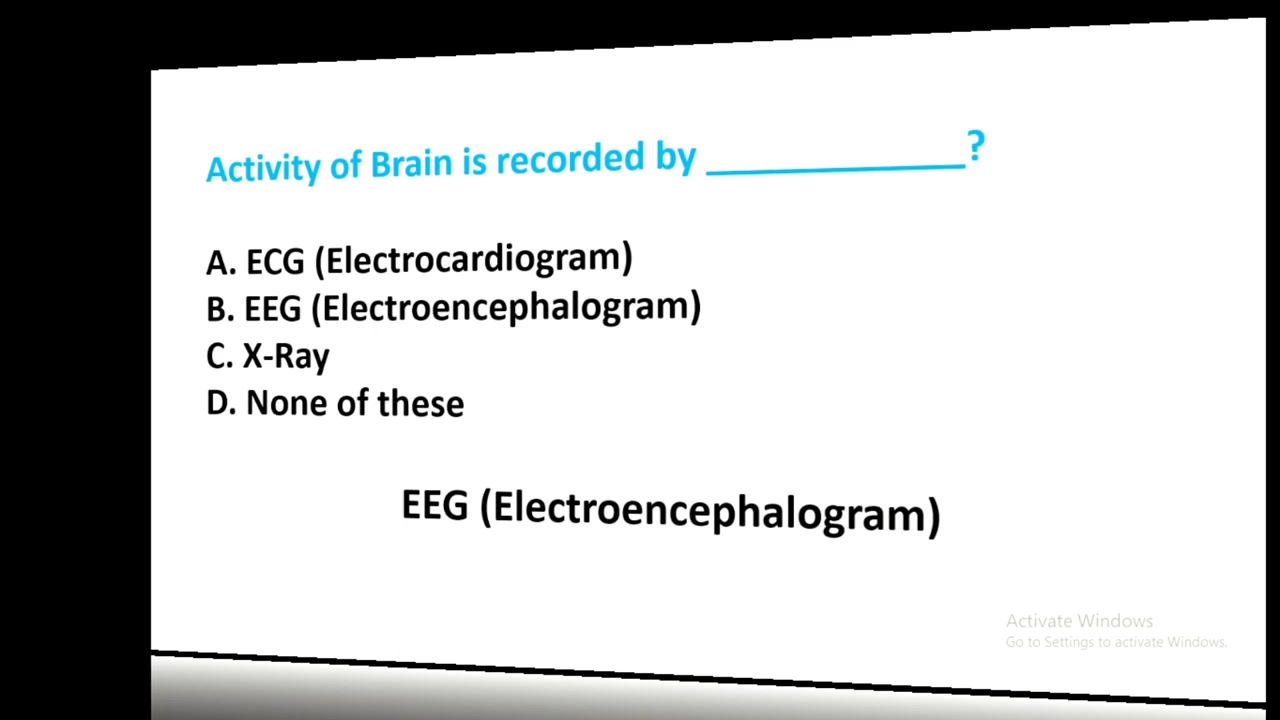 Activity of Brain is recorded by _____________?
A. ECG (Electrocardiogram)
B. EEG (Electroencephalogram)
C. X-Ray
D. None of these
EEG (Electroencephalogram)
Activate Windows
Go to Settings to activate Windows.